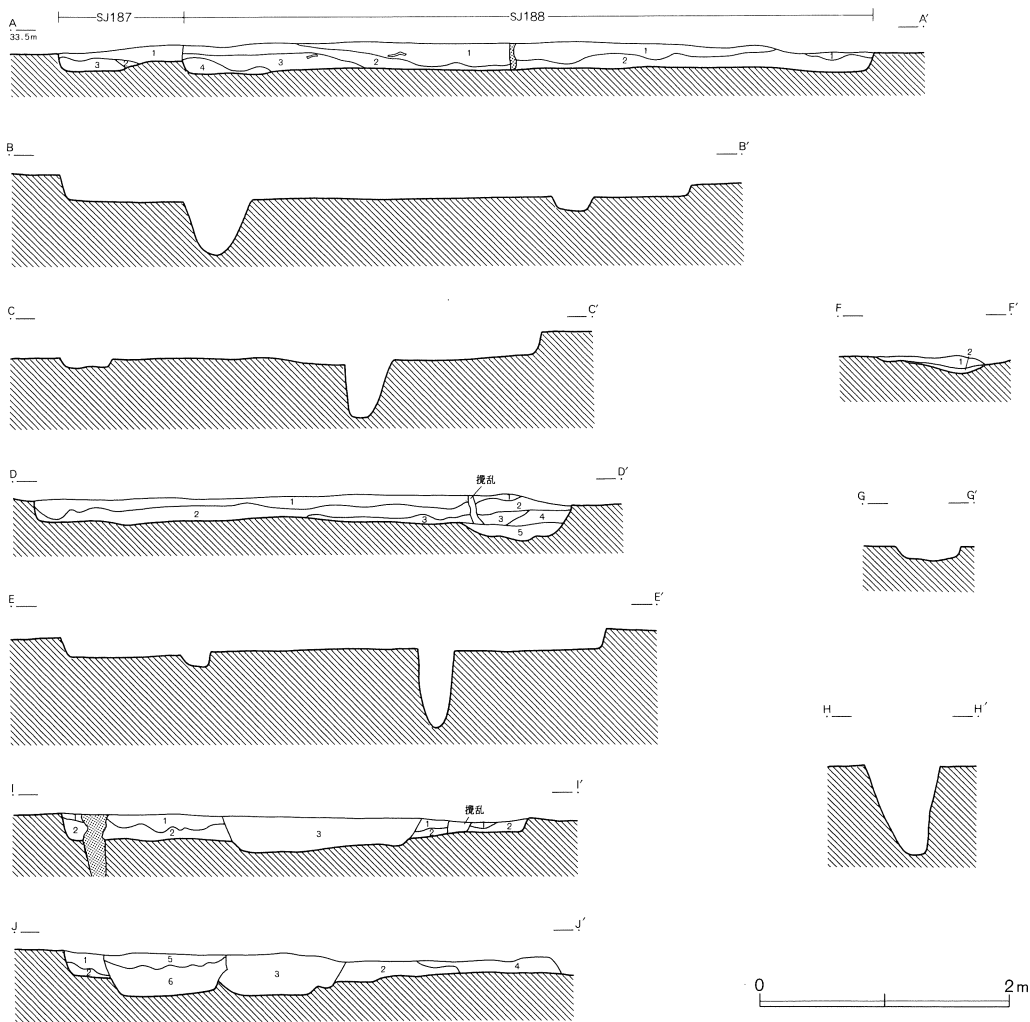 SJ187 SJ188
A A′
33.5m
1 1 1 1
3 3 2 2
4
B B′
C C′
F F′
2
1
D D′
攪乱
1 1
2 2
3 3 4
5
G G′
E E′
H H′
I I′
攪乱
1 1 1 1
2 2 3 2 2
J J′
1 5
2 6 3 2 4
0 2m